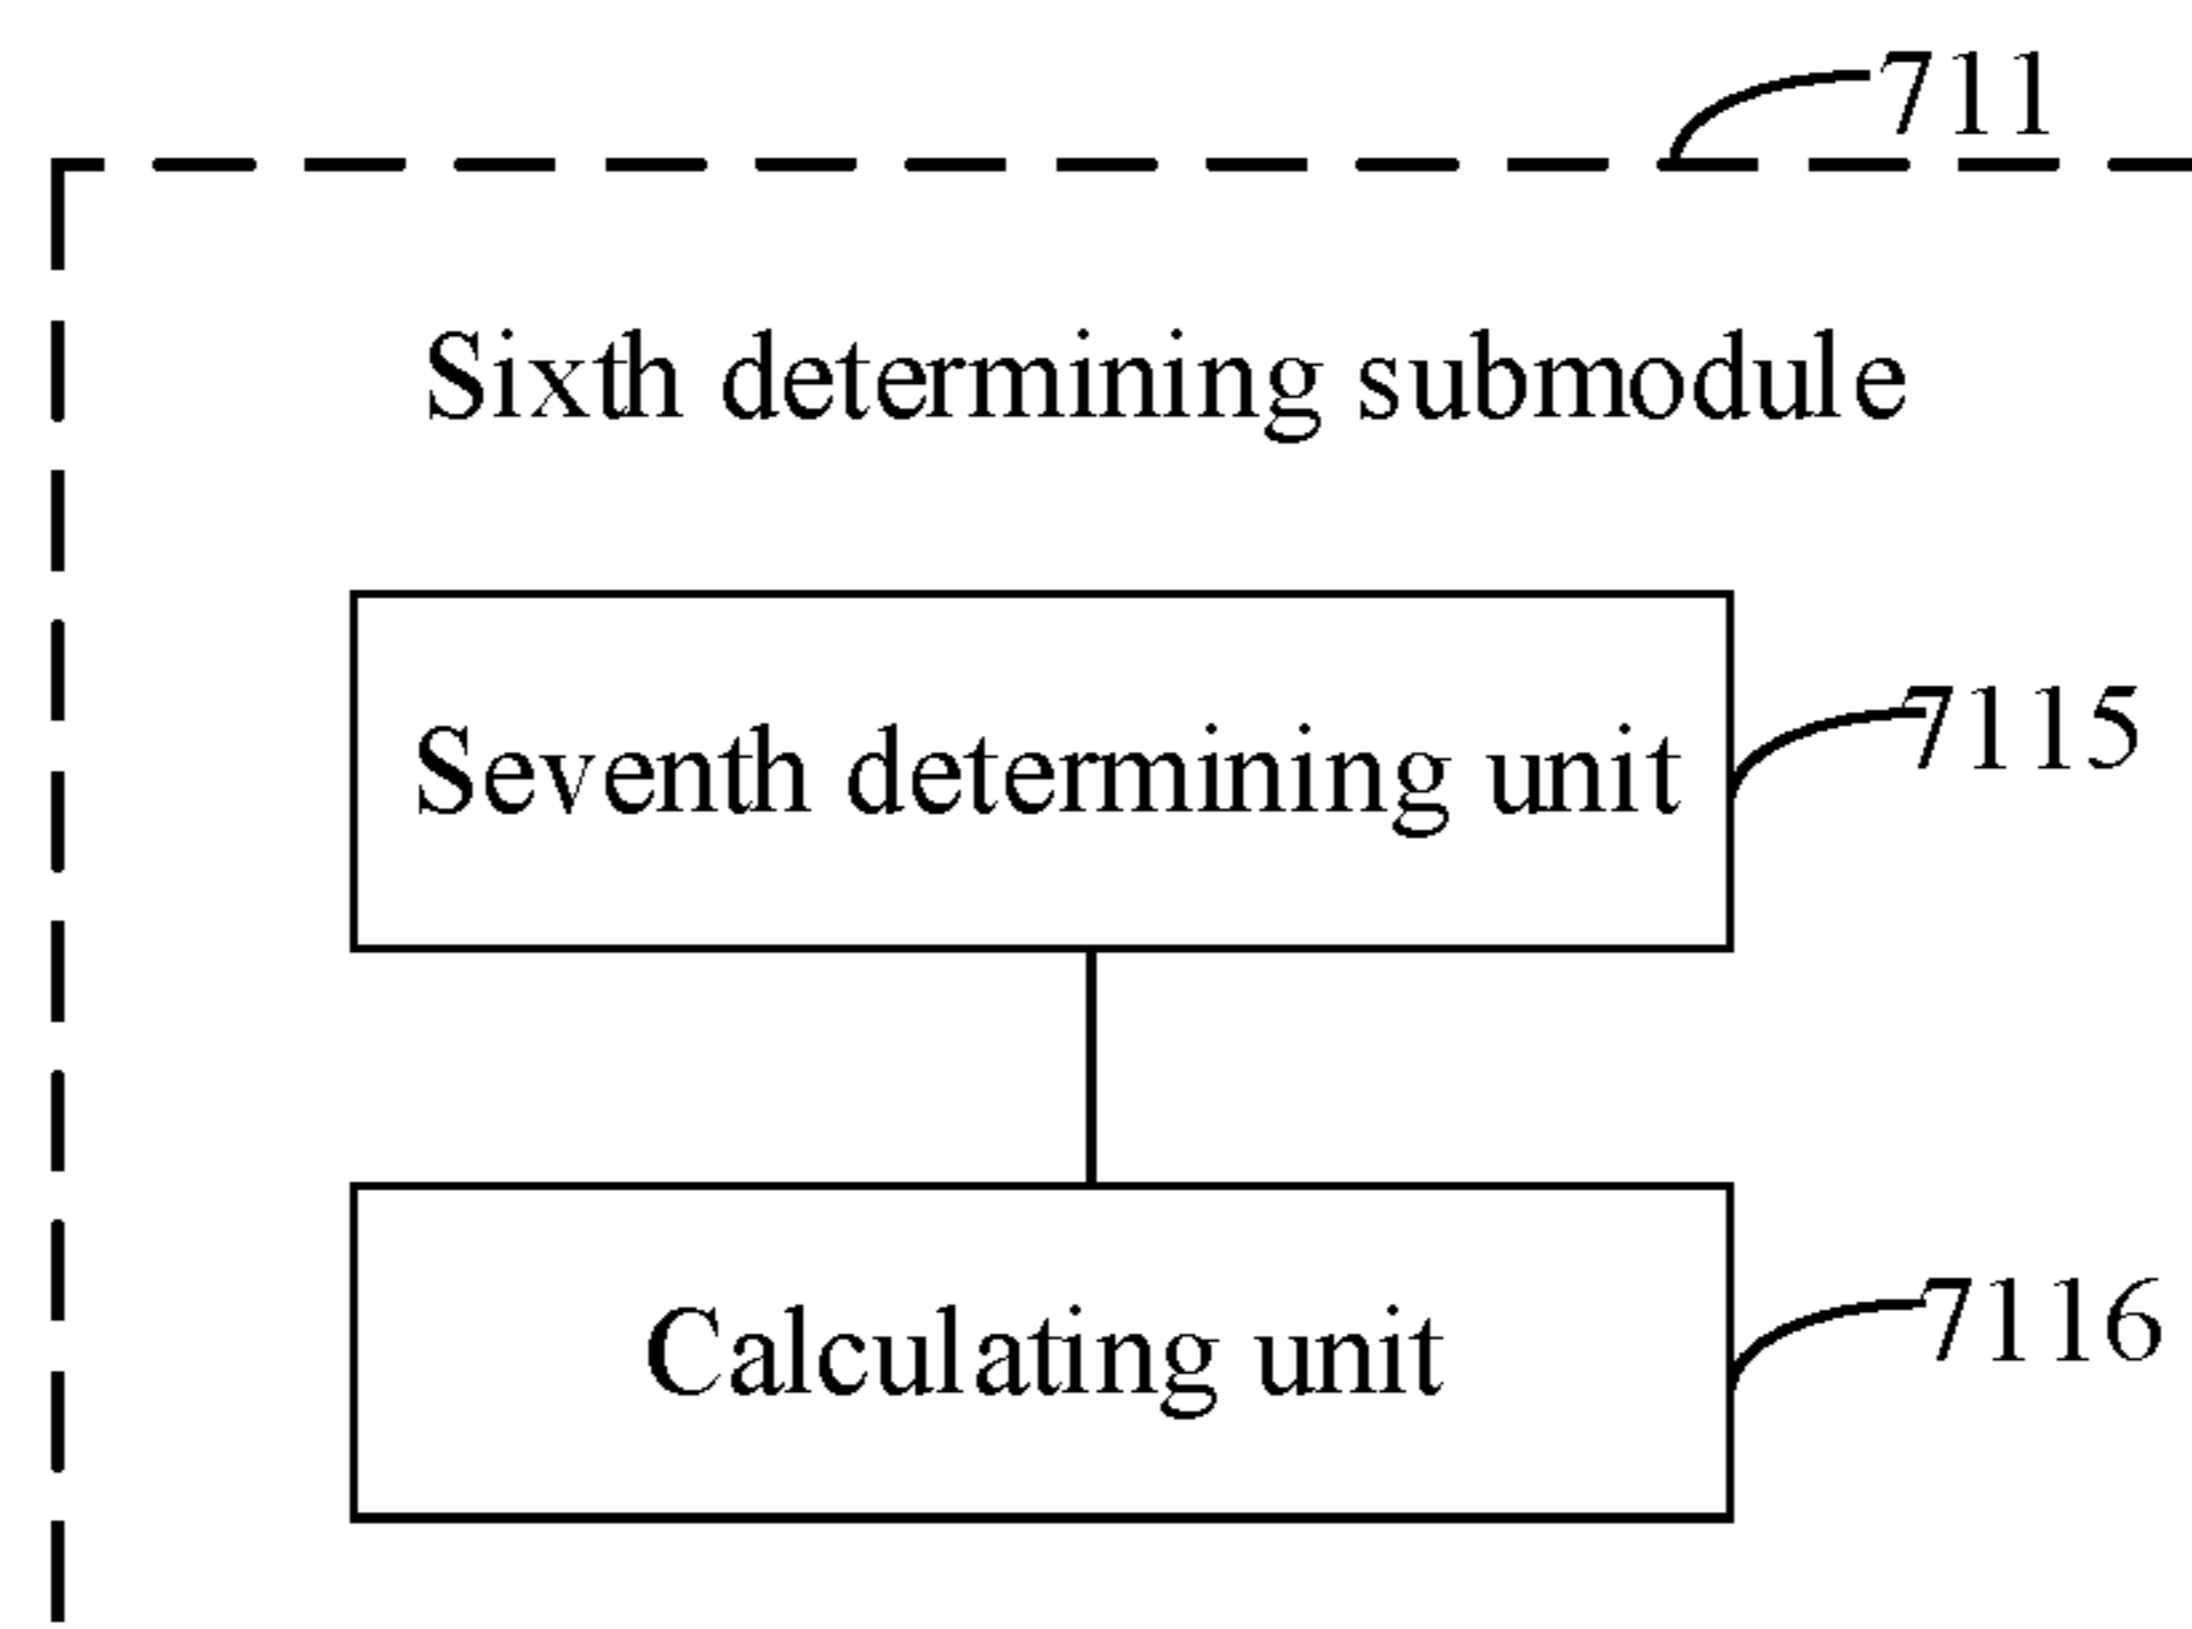 711
Sixth determining submodule
Seventh determining unit
7115
Calculating unit
7116